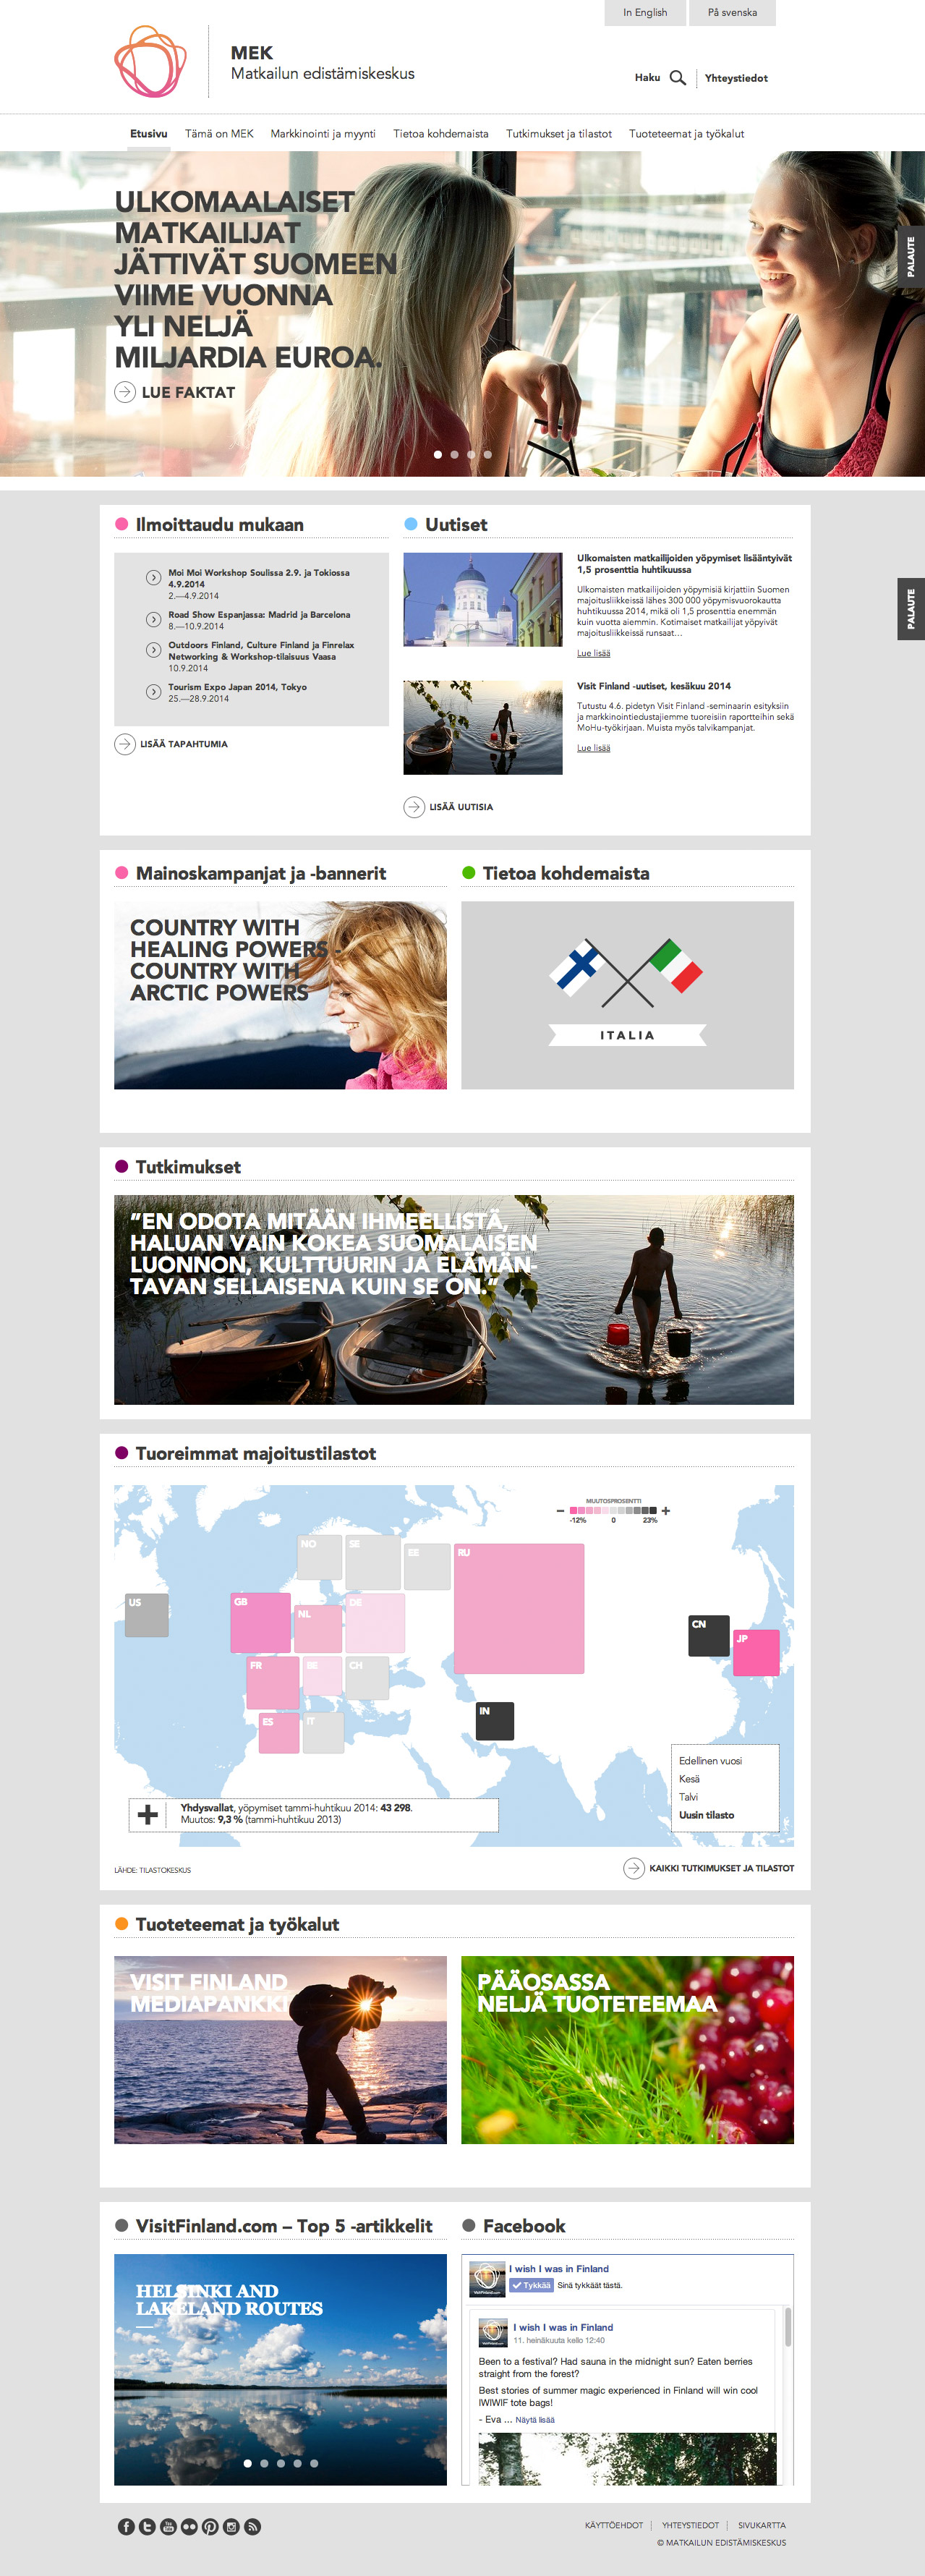 In English
På svenska
MEK
Matkailun edistämiskeskus
Haku
Yhteystiedot
Etusivu
Tämä on MEK
Markkinointi ja myynti
Tietoa kohdemaista
Tutkimukset ja tilastot
Tuoteteemat ja työkalut
ULKOMAALAISET
MATKAILIJAT
JÄTTIVÄT SUOMEEN
VIIME VUONNA
YLI NELJÄ
MILJARDIA EUROA.
LUE FAKTAT
PALAUTE
Ilmoittaudu mukaan
Moi Moi Workshop Soulissa 2.9. ja Tokiossa
4.9.2014
2.—4.9.2014
Road Show Espanjassa: Madrid ja Barcelona
8.—10.9.2014
Outdoors Finland, Culture Finland ja Finrelax
Networking & Workshop-tilaisuus Vaasa
10.9.2014
Tourism Expo Japan 2014, Tokyo
25.—28.9.2014
LISÄÄ TAPAHTUMIA
Uutiset
Ulkomaisten matkailijoiden yöpymiset lisääntyivät
1,5 prosenttia huhtikuussa
Ulkomaisten matkailijoiden yöpymisiä kirjattiin Suomen
majoitusliikkeissä lähes 300 000 yöpymisvuorokautta
huhtikuussa 2014, mikä oli 1,5 prosenttia enemmän
kuin vuotta aiemmin. Kotimaiset matkailijat yöpyivät
majoitusliikkeissä runsaat...
Lue lisää
Visit Finland -uutiset, kesäkuu 2014
Tutustu 4.6. pidetyn Visit Finland -seminaarin esityksiin
ja markkinointiedustajiemme tuoreisiin raportteihin sekä
MoHu-työkirjaan. Muista myös talvikampanjat.
Lue lisää
LISÄÄ UUTISIA
PALAUTE
Mainoskampanjat ja -bannerit
COUNTRY WITH
HEALING POWERS -
COUNTRY WITH
ARCTIC POWERS
Tietoa kohdemaista
ITALIA
Tutkimukset
“EN ODOTA MITÄÄN IHMEELLISTÄ,
HALUAN VAIN KOKEA SUOMALAISEN
LUONNON, KULTTUURIN JA ELÄMÄN-
TAVAN SELLAISENA KUIN SE ON.”
Tuoreimmat majoitustilastot
MUUTOSPROSENTTI
− +
-12% 0 23%
NO
SE
EE
RU
US
GB
NL
DE
FR
BE
CH
ES
IT
IN
CN
JP
Edellinen vuosi
Kesä
Talvi
Uusin tilasto
Yhdysvallat, yöpymiset tammi-huhtikuu 2014: 43 298.
Muutos: 9,3 % (tammi-huhtikuu 2013)
LÄHDE: TILASTOKESKUS
KAIKKI TUTKIMUKSET JA TILASTOT
Tuoteteemat ja työkalut
VISIT FINLAND
MEDIAPANKKI
PÄÄOSASSA
NELJÄ TUOTETEEMAA
VisitFinland.com – Top 5 -artikkelit
HELSINKI AND
LAKELAND ROUTES
Facebook
I wish I was in Finland
Tykkää
Sinä tykkäät tästä.
I wish I was in Finland
11. heinäkuuta kello 12:40
Been to a festival? Had sauna in the midnight sun? Eaten berries
straight from the forest?
Best stories of summer magic experienced in Finland will win cool
IWIWIF tote bags!
- Eva ... Näytä lisää
KÄYTTÖEHDOT
YHTEYSTIEDOT
SIVUKARTTA
© MATKAILUN EDISTÄMISKESKUS